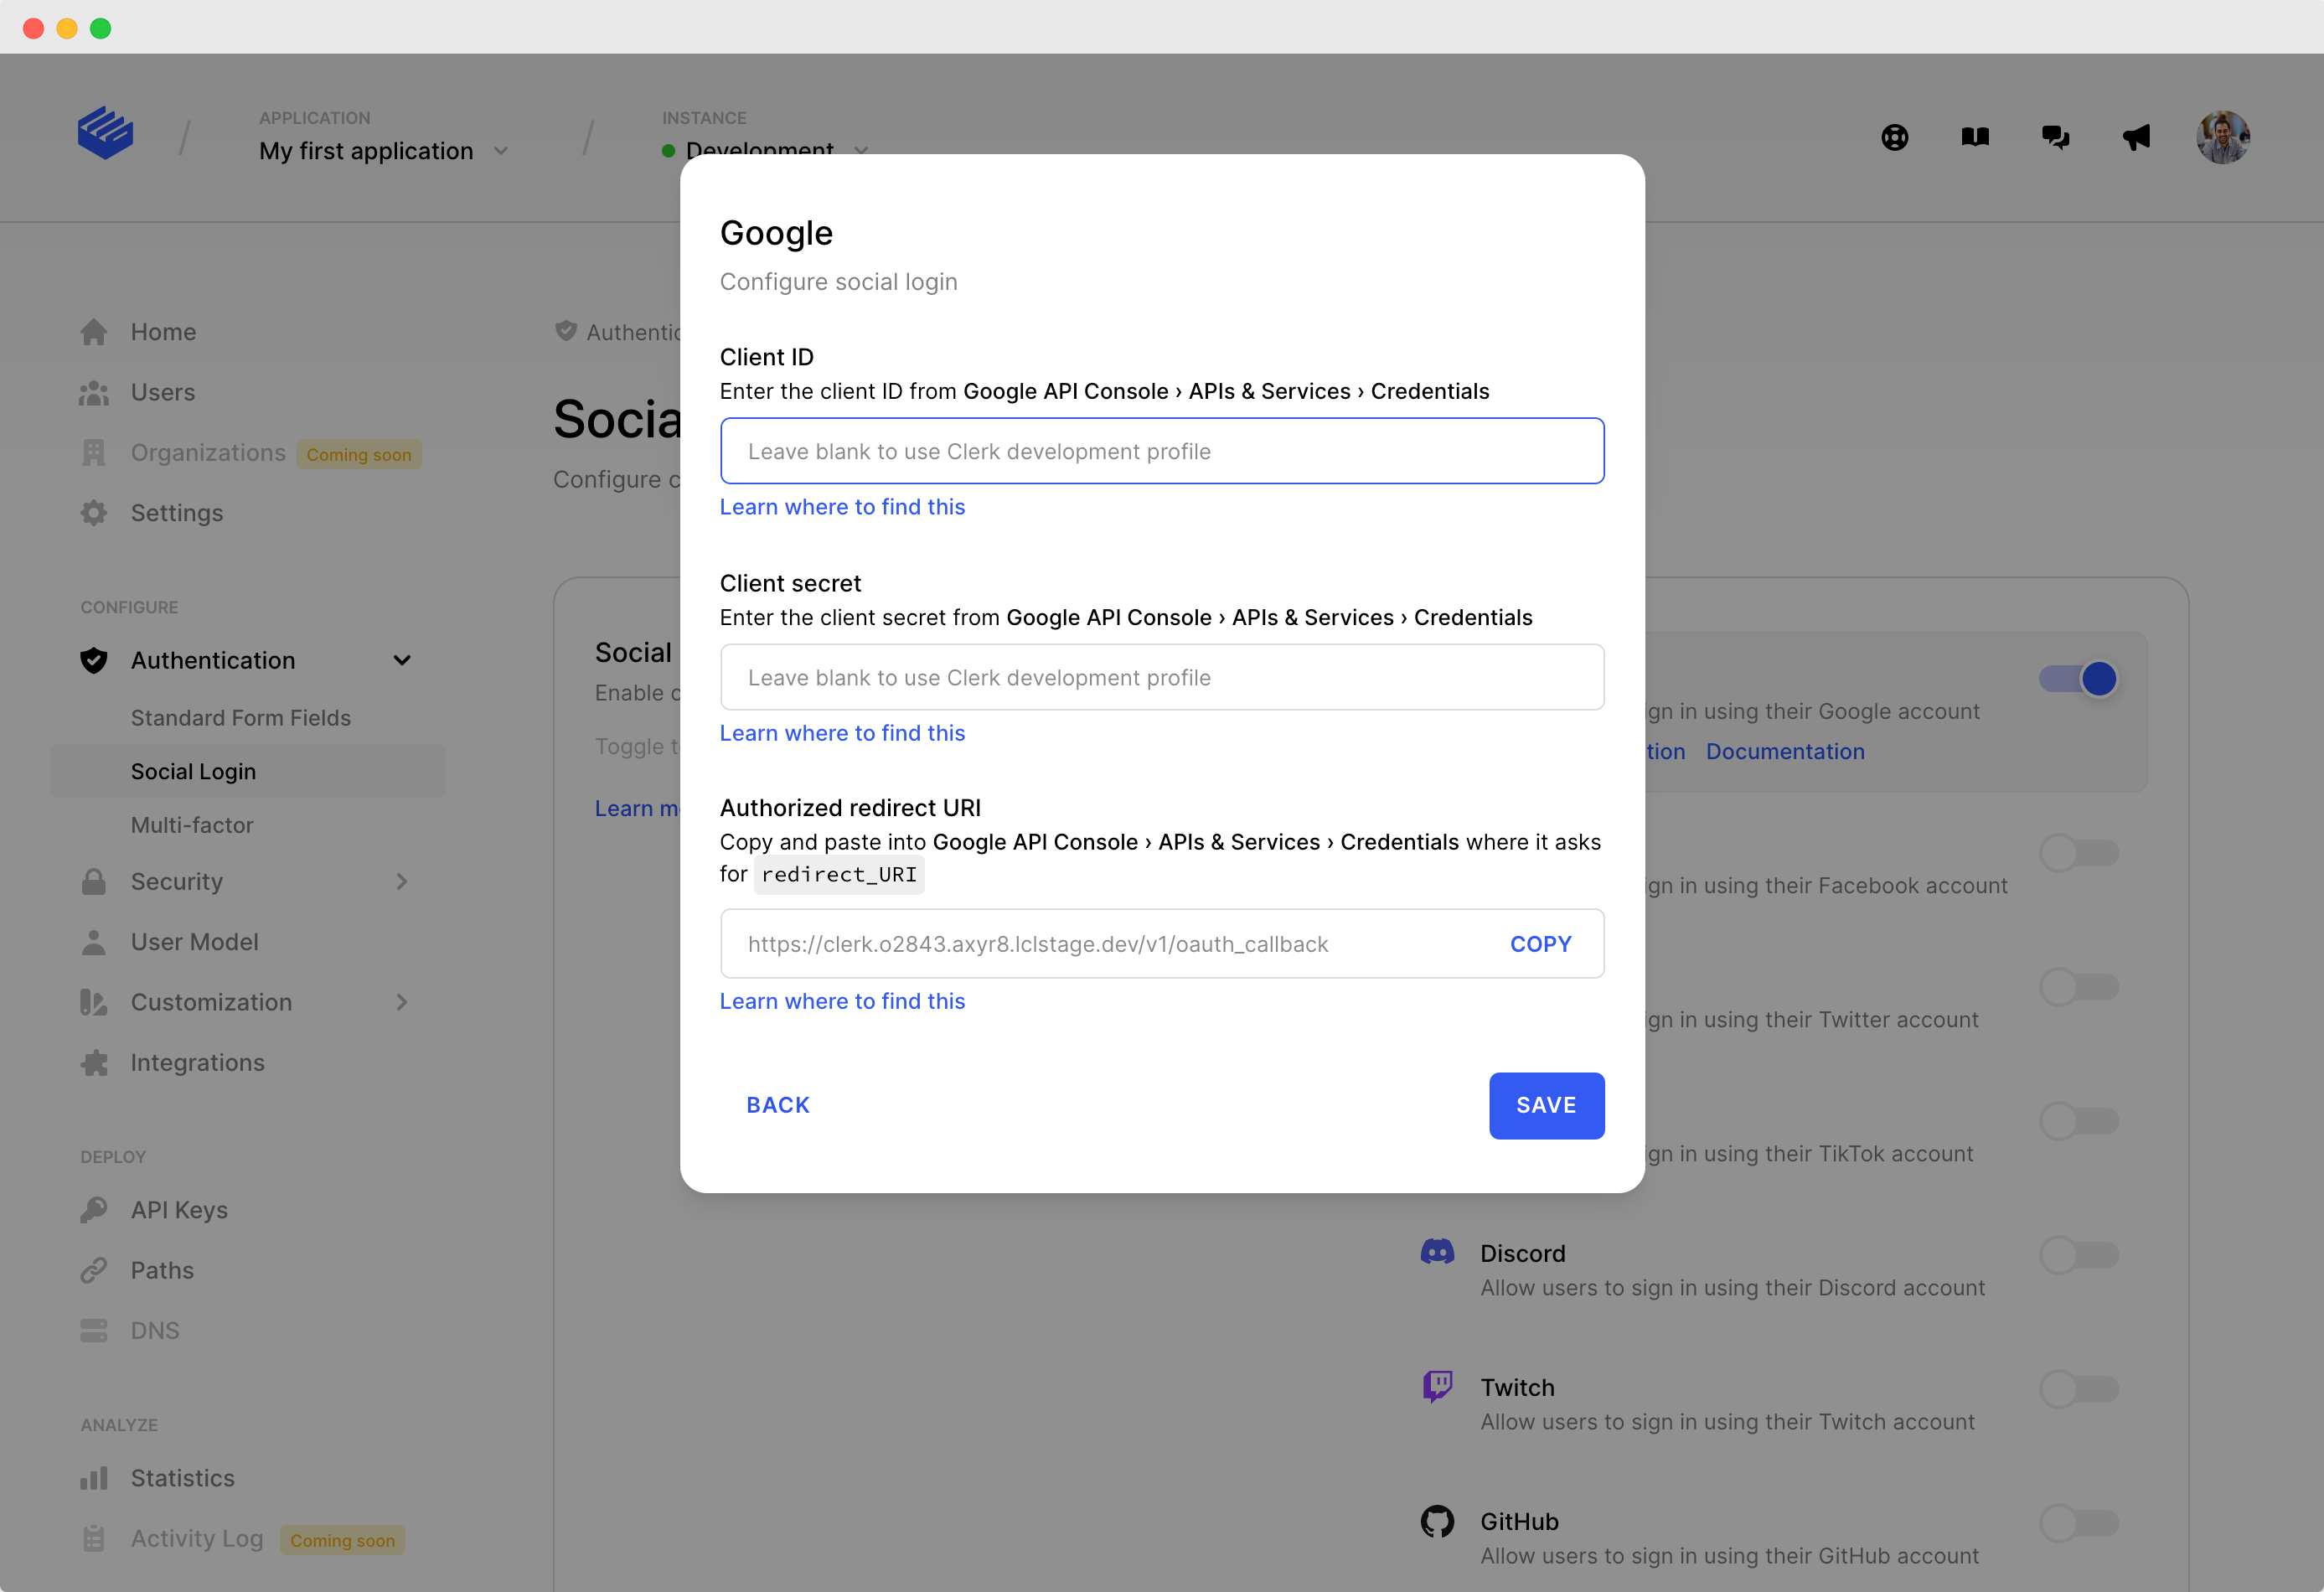 APPLICATION
My first application
INSTANCE
Development
Home
Users
Organizations Coming soon
Settings
CONFIGURE
Authentication
Standard Form Fields
Social Login
Multi-factor
Security
User Model
Customization
Integrations
DEPLOY
API Keys
Paths
DNS
ANALYZE
Statistics
Activity Log Coming soon
Configure
Social
Enable
Toggle
Learn
Google
Configure social login
Client ID
Enter the client ID from Google API Console › APIs & Services › Credentials
Leave blank to use Clerk development profile
Learn where to find this
Client secret
Enter the client secret from Google API Console › APIs & Services › Credentials
Leave blank to use Clerk development profile
Learn where to find this
Authorized redirect URI
Copy and paste into Google API Console › APIs & Services › Credentials where it asks
for redirect_URI
https://clerk.o2843.axyr8.lclstage.dev/v1/oauth_callback COPY
Learn where to find this
BACK
SAVE
in using their Google account
Documentation
in using their Facebook account
in using their Twitter account
in using their TikTok account
Discord
Allow users to sign in using their Discord account
Twitch
Allow users to sign in using their Twitch account
GitHub
Allow users to sign in using their GitHub account